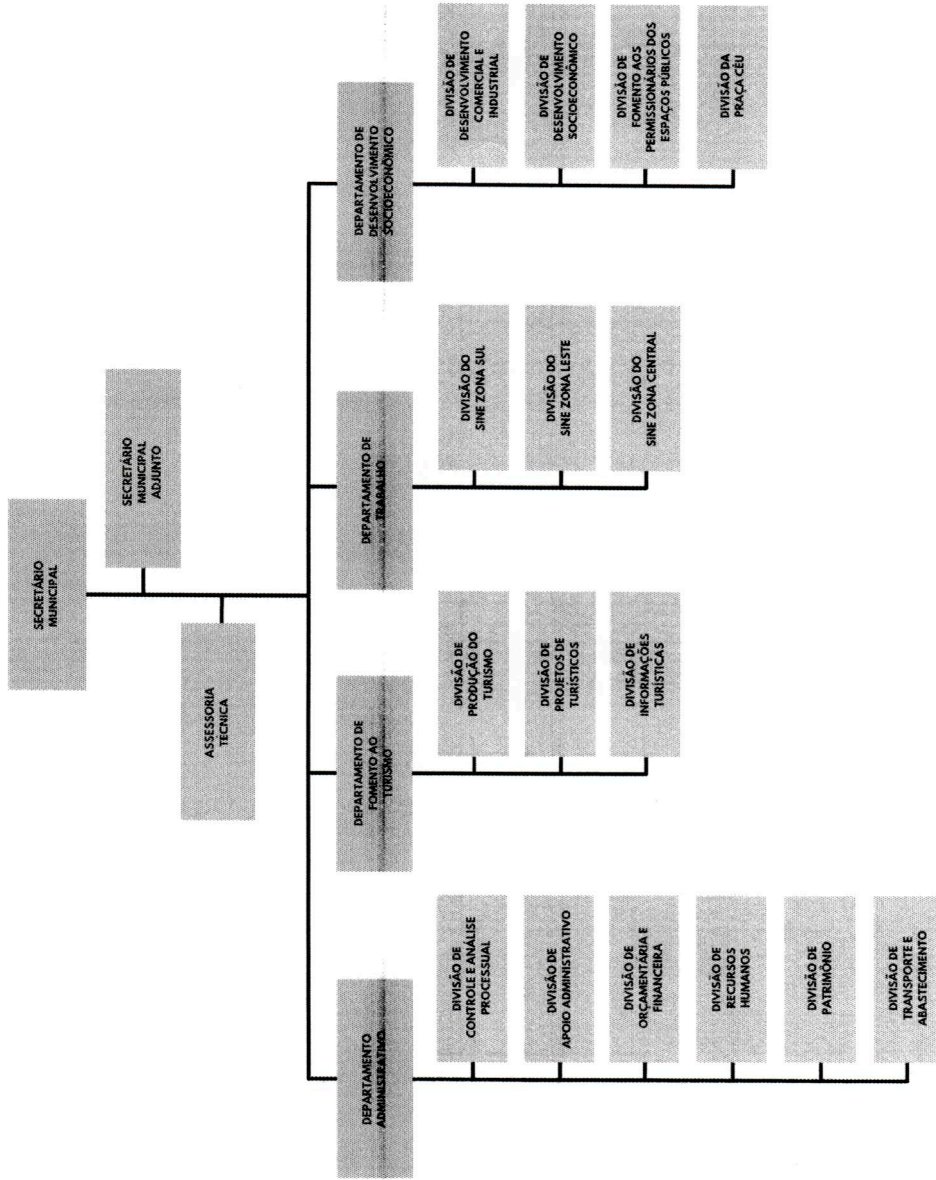 SECRETÁRIO
MUNICIPAL
SECRETÁRIO
MUNICIPAL
ADJUNTO
ASSESSORIA
TÉCNICA
DEPARTAMENTO
ADMINISTRATIVO
DIVISÃO DE
CONTROLE E ANÁLISE
PROCESSUAL
DIVISÃO DE
APOIO ADMINISTRATIVO
DIVISÃO DE
ORÇAMENTÁRIA E
FINANCEIRA
DIVISÃO DE
RECURSOS
HUMANOS
DIVISÃO DE
PATRIMÔNIO
DIVISÃO DE
TRANSPORTE E
ABASTECIMENTO
DEPARTAMENTO DE
FOMENTO AO
TURISMO
DIVISÃO DE
PRODUÇÃO DO
TURISMO
DIVISÃO DE
PROJETOS DE
TURÍSTICOS
DIVISÃO DE
INFORMAÇÕES
TURÍSTICAS
DEPARTAMENTO DE
TRABALHO
DIVISÃO DO
SINE ZONA SUL
DIVISÃO DO
SINE ZONA LESTE
DIVISÃO DO
SINE ZONA CENTRAL
DEPARTAMENTO DE
DESENVOLVIMENTO
SOCIOECONÔMICO
DIVISÃO DE
DESENVOLVIMENTO
COMERCIAL E
INDUSTRIAL
DIVISÃO DE
DESENVOLVIMENTO
SOCIOECONÔMICO
DIVISÃO DE
FOMENTO AOS
PERMISSIONÁRIOS DOS
ESPAÇOS PÚBLICOS
DIVISÃO DA
PRAÇA CÉU